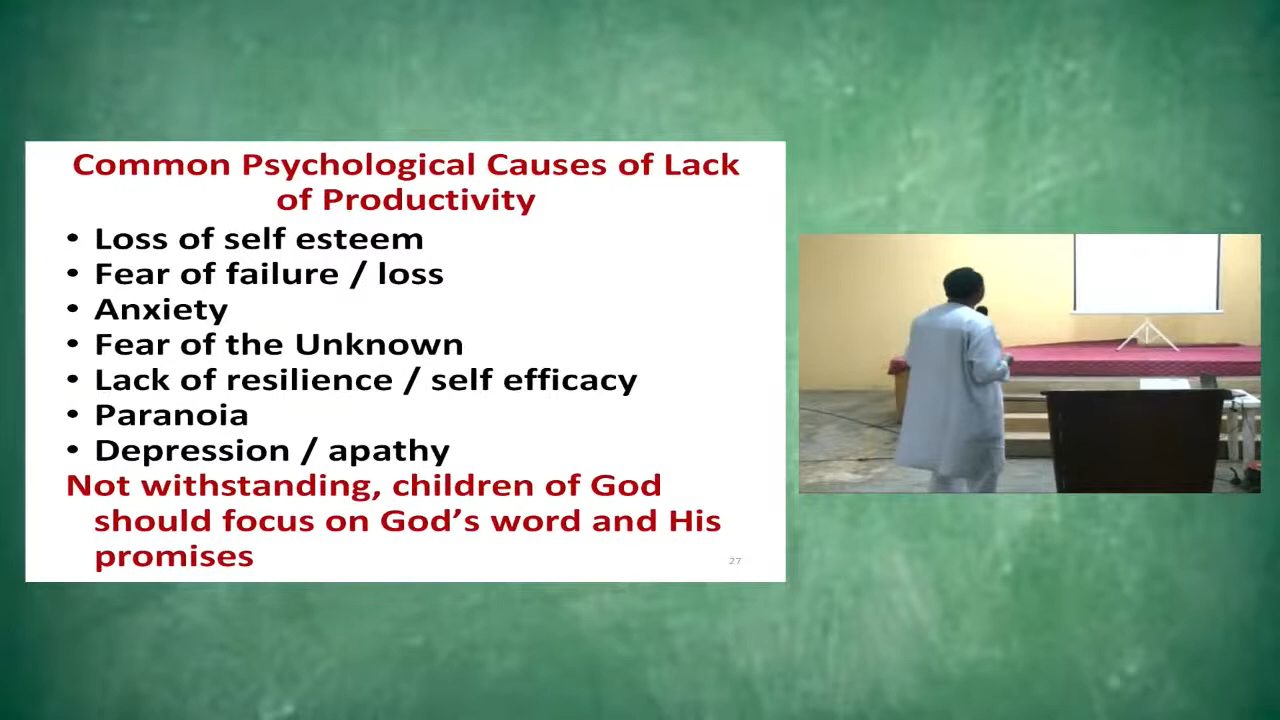 Common Psychological Causes of Lack
of Productivity
• Loss of self esteem
• Fear of failure / loss
• Anxiety
• Fear of the Unknown
• Lack of resilience / self efficacy
• Paranoia
• Depression / apathy
Not withstanding, children of God
should focus on God's word and His
promises
27